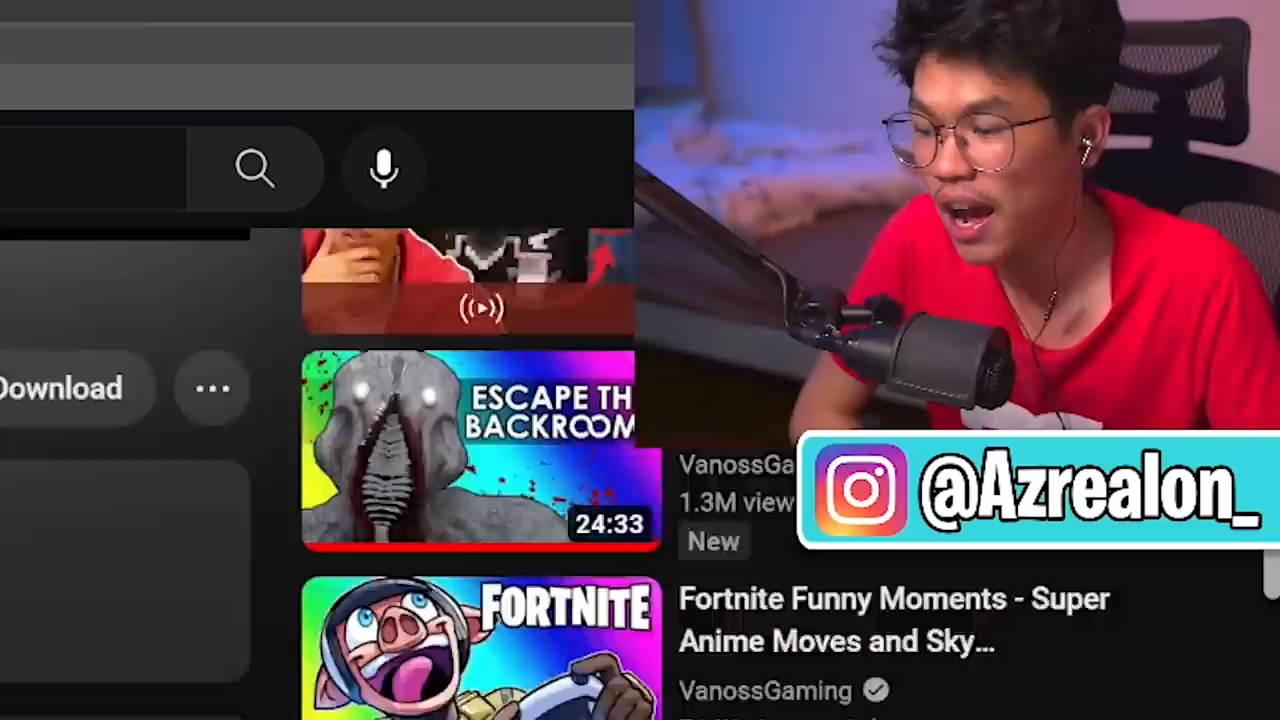 Download
ESCAPE TH
BACKROOM
24:33
VanossGa
1.3M view
New
@Azrealon_
FORTNITE
Fortnite Funny Moments - Super
Anime Moves and Sky...
VanossGaming